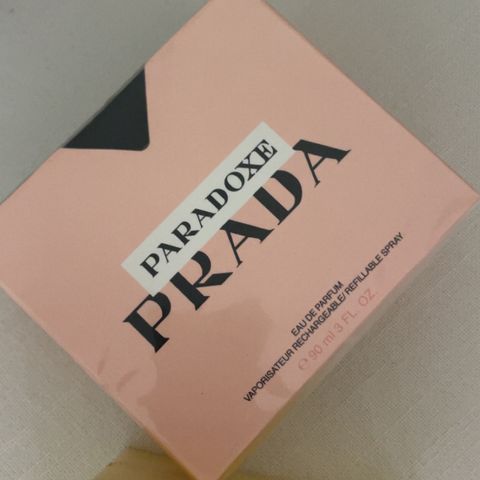 PARADOXE
PRADA
EAU DE PARFUM
VAPORISATEUR RECHARGEABLE/ REFILLABLE SPRAY
℮ 90 ml 3 FL. OZ.